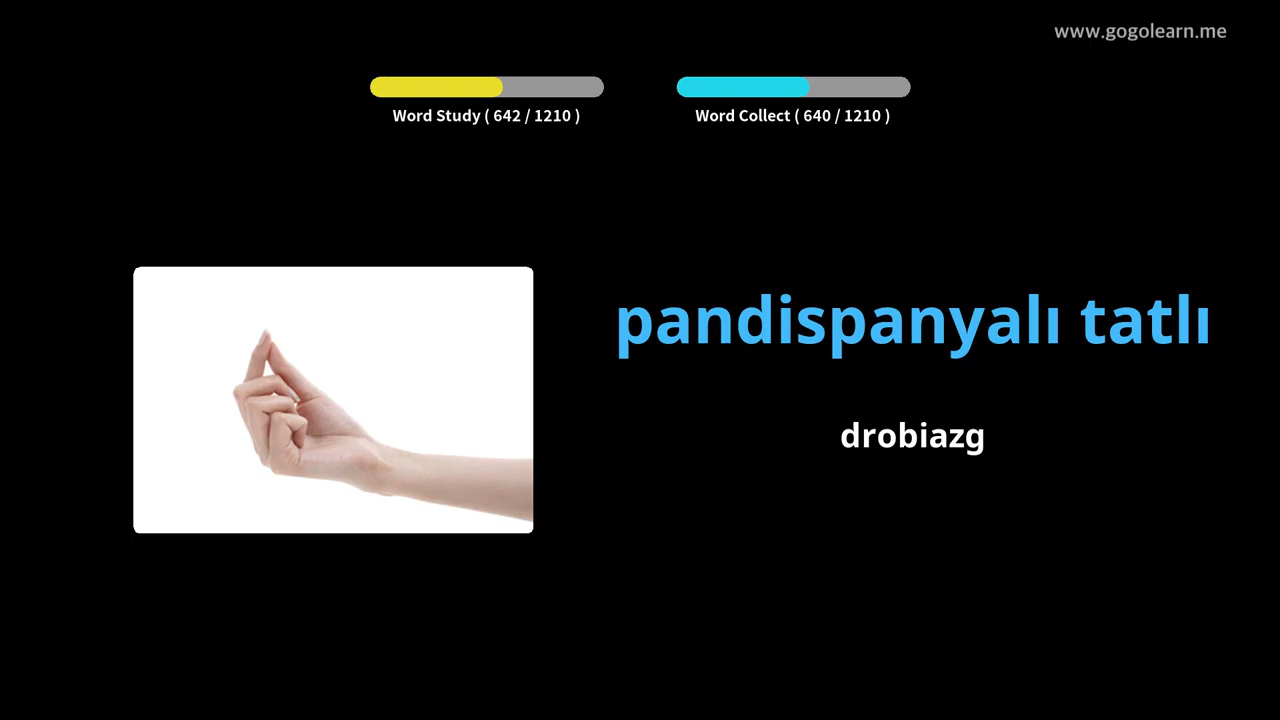 www.gogolearn.me
Word Study ( 642 / 1210 )
Word Collect ( 640 / 1210 )
pandispanyalı tatlı
drobiazg